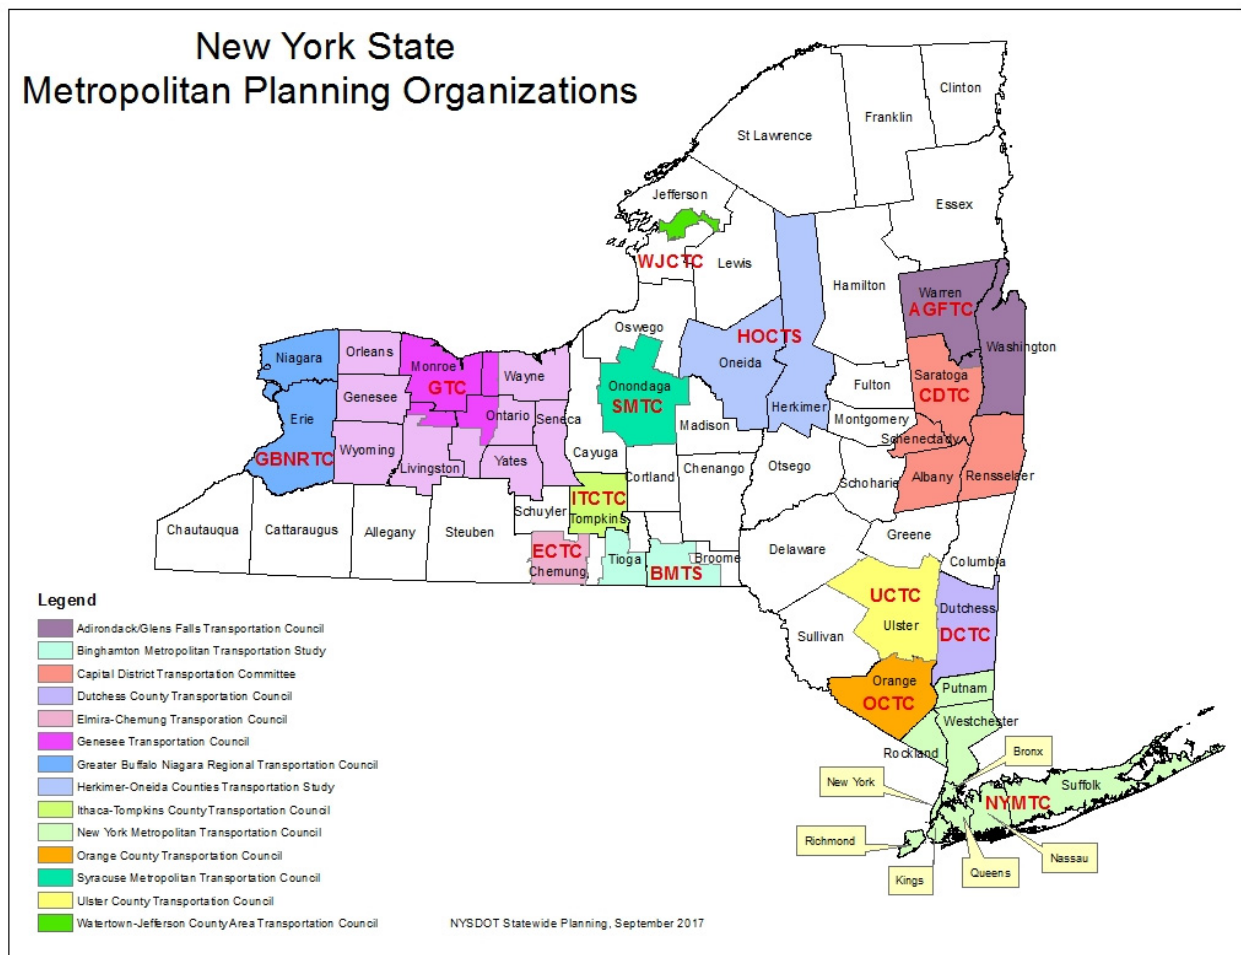 New York State
Metropolitan Planning Organizations
Clinton
Franklin
St Lawrence
Jefferson
Essex
WJCTC
Lewis
Hamilton
Warren
AGFTC
Washington
Oswego
HOCTS
Oneida
Herkimer
Niagara
Orleans
Monroe
GTC
Wayne
Genesee
Ontario
Seneca
Onondaga
SMTC
Madison
Fulton
Montgomery
Saratoga
CDTC
Schenectady
Erie
GBNRTC
Wyoming
Livingston
Yates
Cayuga
Cortland
Chenango
Otsego
Schoharie
Albany
Rensselaer
ITCTC
Tompkins
Schuyler
Chautauqua
Cattaraugus
Allegany
Steuben
ECTC
Chemung
Tioga
BMTS
Broome
Delaware
Greene
Columbia
UCTC
Ulster
Dutchess
DCTC
Sullivan
Orange
OCTC
Putnam
Westchester
Rockland
Bronx
New York
Suffolk
NYMTC
Richmond
Kings
Queens
Nassau
Legend
Adirondack/Glens Falls Transportation Council
Binghamton Metropolitan Transportation Study
Capital District Transportation Committee
Dutchess County Transportation Council
Elmira-Chemung Transporation Council
Genesee Transportation Council
Greater Buffalo Niagara Regional Transportation Council
Herkimer-Oneida Counties Transportation Study
Ithaca-Tompkins County Transportation Council
New York Metropolitan Transportation Council
Orange County Transportation Council
Syracuse Metropolitan Transportation Council
Ulster County Transportation Council
Watertown-Jefferson County Area Transportation Council
NYSDOT Statewide Planning, September 2017